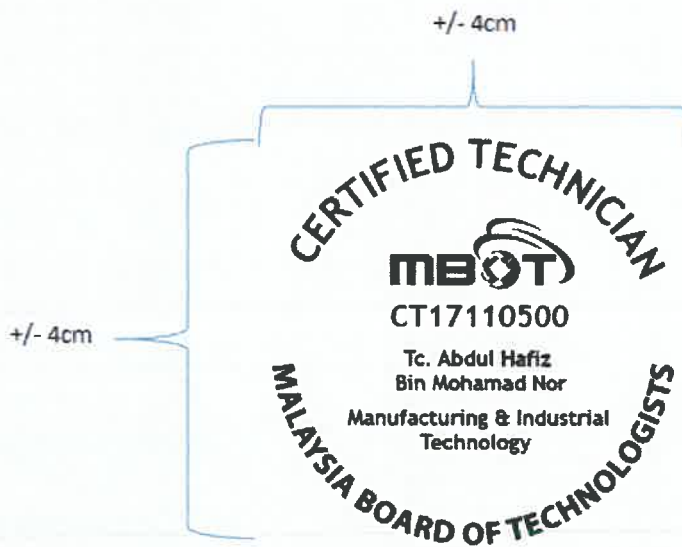 +/- 4cm
+/- 4cm
CERTIFIED TECHNICIAN
MBOT
CT17110500
Tc. Abdul Hafiz
Bin Mohamad Nor
Manufacturing & Industrial
Technology
MALAYSIA BOARD OF TECHNOLOGISTS